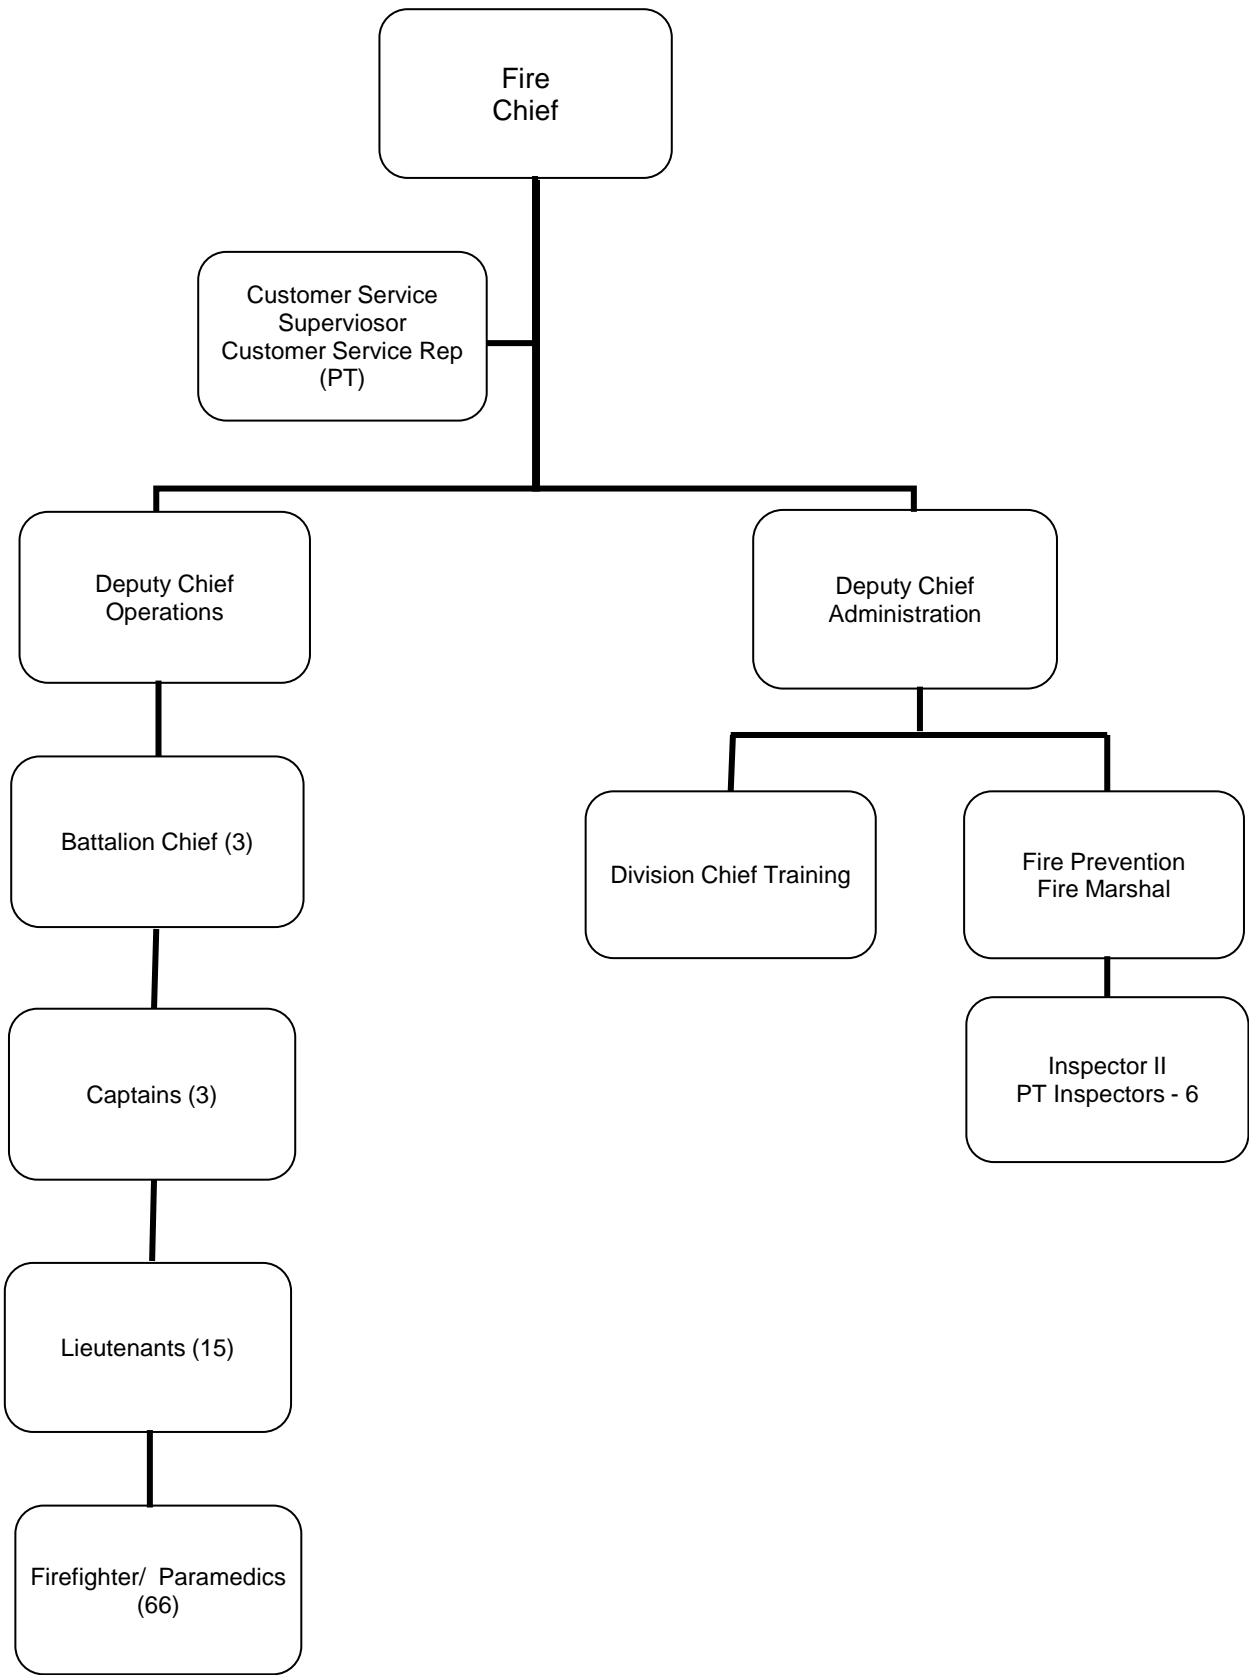 Fire
Chief
Customer Service
Superviosor
Customer Service Rep
(PT)
Deputy Chief
Operations
Deputy Chief
Administration
Battalion Chief (3)
Division Chief Training
Fire Prevention
Fire Marshal
Captains (3)
Inspector II
PT Inspectors - 6
Lieutenants (15)
Firefighter/  Paramedics
(66)